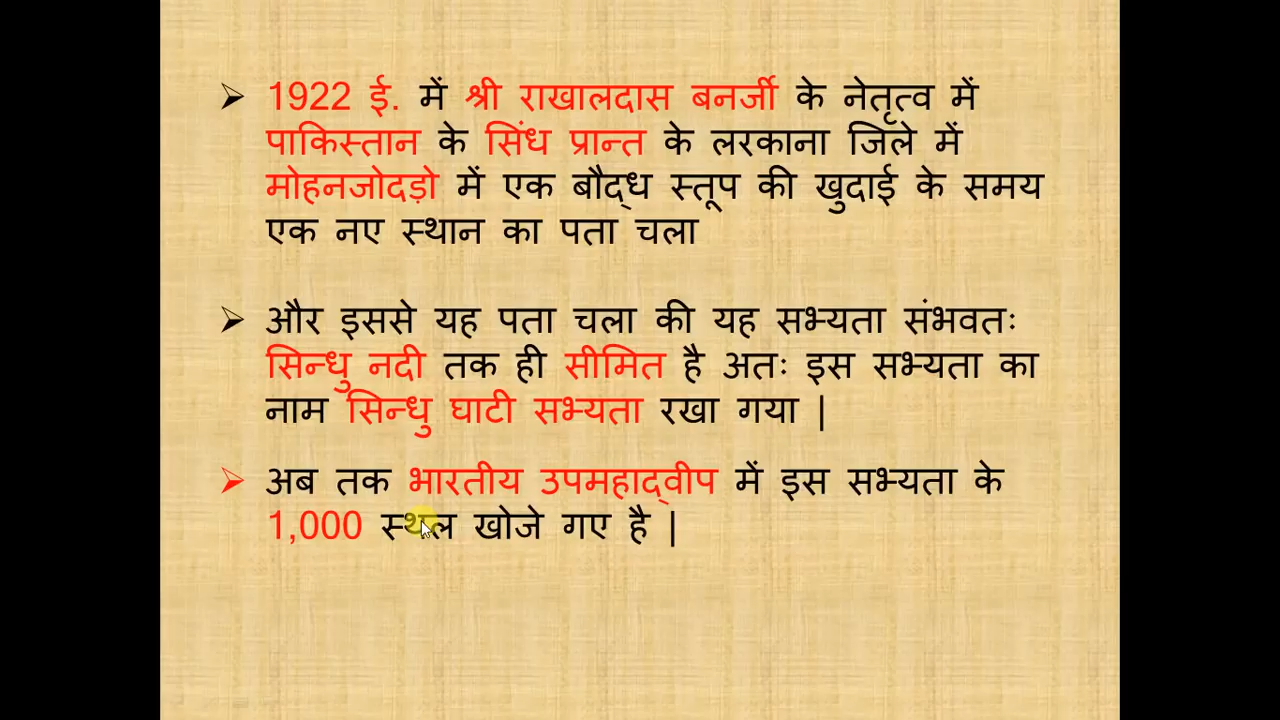 ➢ 1922 ई. में श्री राखालदास बनर्जी के नेतृत्व में
पाकिस्तान के सिंध प्रान्त के लरकाना जिले में
मोहनजोदड़ो में एक बौद्ध स्तूप की खुदाई के समय
एक नए स्थान का पता चला
➢ और इससे यह पता चला की यह सभ्यता संभवतः
सिन्धु नदी तक ही सीमित है अतः इस सभ्यता का
नाम सिन्धु घाटी सभ्यता रखा गया |
➢ अब तक भारतीय उपमहाद्वीप में इस सभ्यता के
1,000 स्थल खोजे गए है |